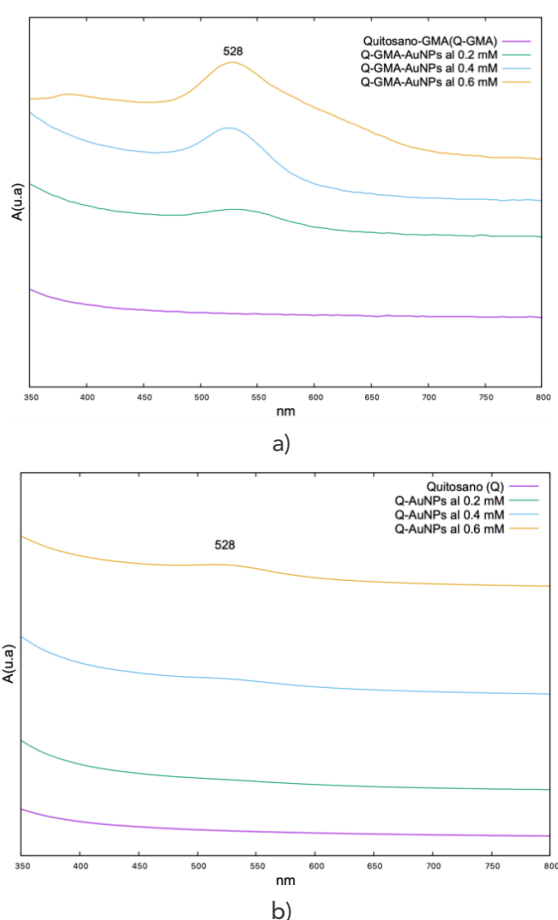 528
Quitosano-GMA(Q-GMA)
Q-GMA-AuNPs al 0.2 mM
Q-GMA-AuNPs al 0.4 mM
Q-GMA-AuNPs al 0.6 mM
A(u.a)
350 400 450 500 550 600 650 700 750 800
nm
a)
Quitosano (Q)
Q-AuNPs al 0.2 mM
Q-AuNPs al 0.4 mM
Q-AuNPs al 0.6 mM
528
A(u.a)
350 400 450 500 550 600 650 700 750 800
nm
b)